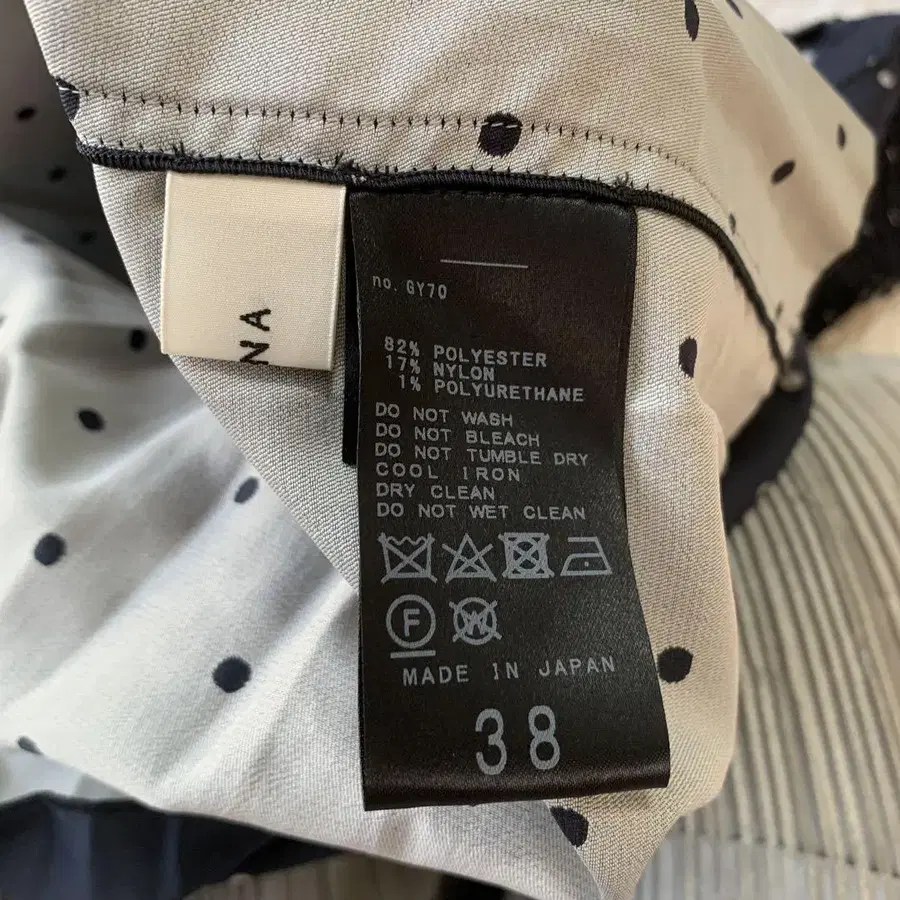 NA
no. GY70
82% POLYESTER
17% NYLON
1% POLYURETHANE
DO NOT WASH
DO NOT BLEACH
DO NOT TUMBLE DRY
COOL IRON
DRY CLEAN
DO NOT WET CLEAN
F W
MADE IN JAPAN
38